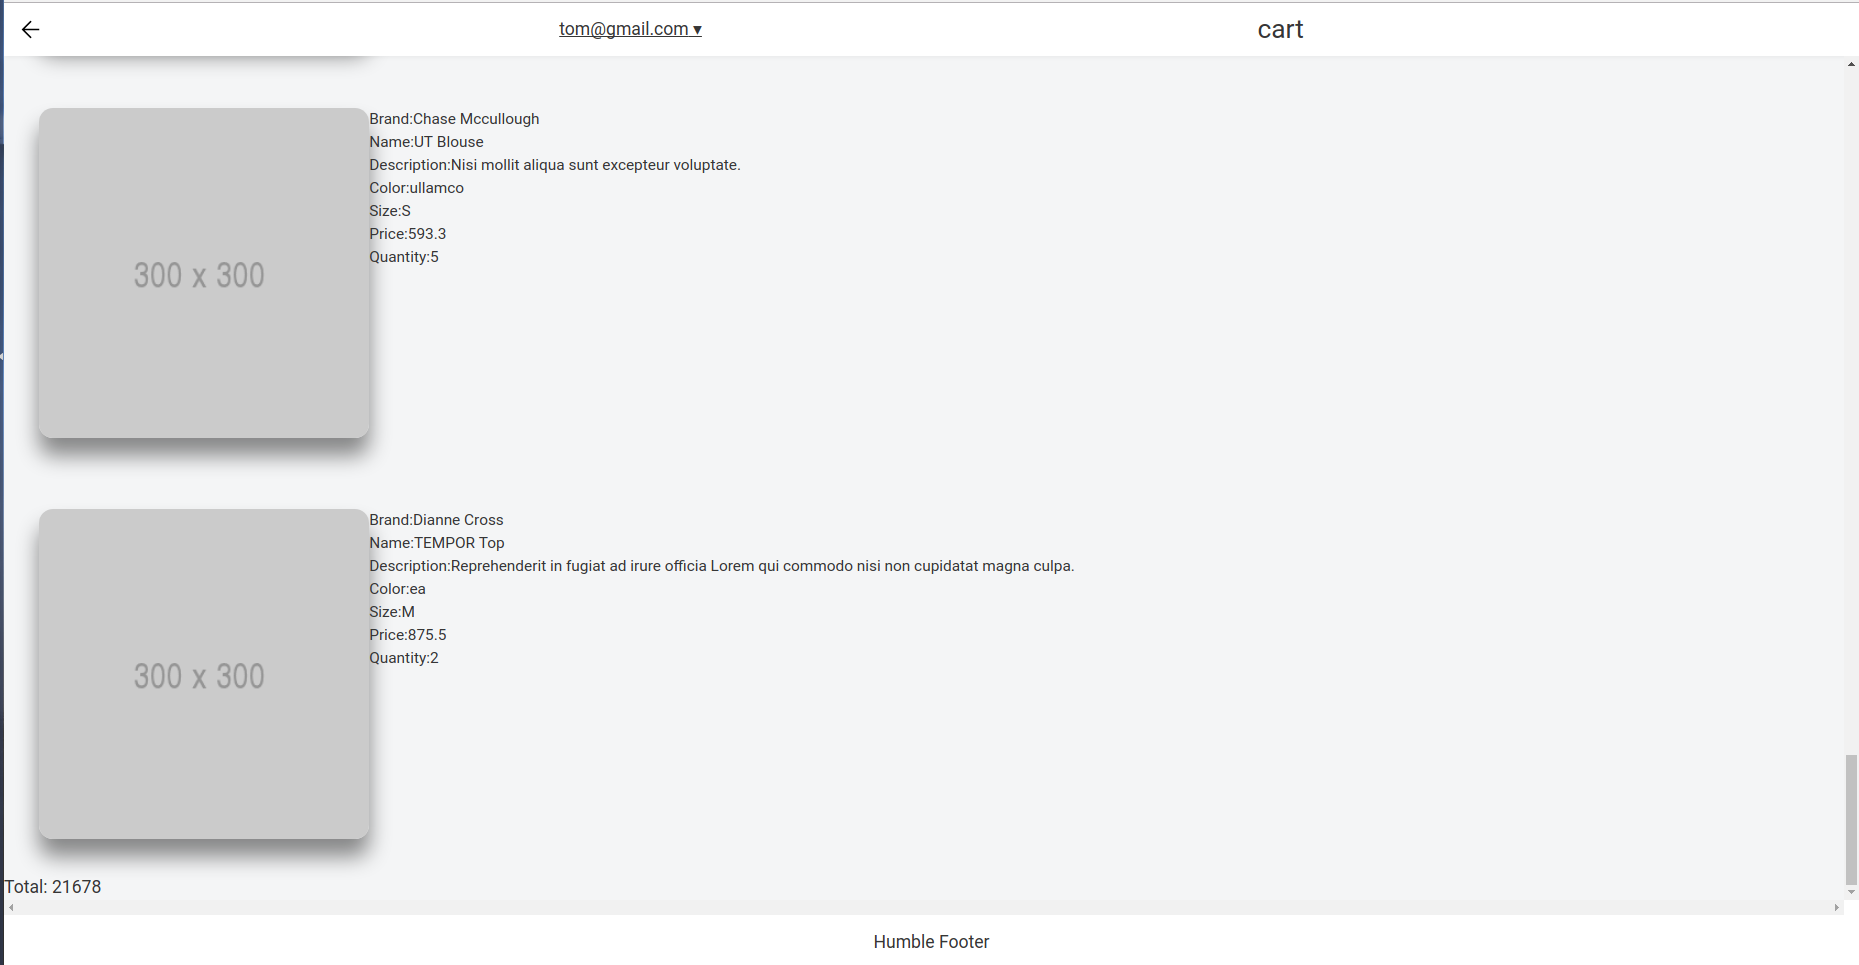 tom@gmail.com ▾
cart
300 x 300
Brand:Chase Mccullough
Name:UT Blouse
Description:Nisi mollit aliqua sunt excepteur voluptate.
Color:ullamco
Size:S
Price:593.3
Quantity:5
300 x 300
Brand:Dianne Cross
Name:TEMPOR Top
Description:Reprehenderit in fugiat ad irure officia Lorem qui commodo nisi non cupidatat magna culpa.
Color:ea
Size:M
Price:875.5
Quantity:2
Total: 21678
Humble Footer